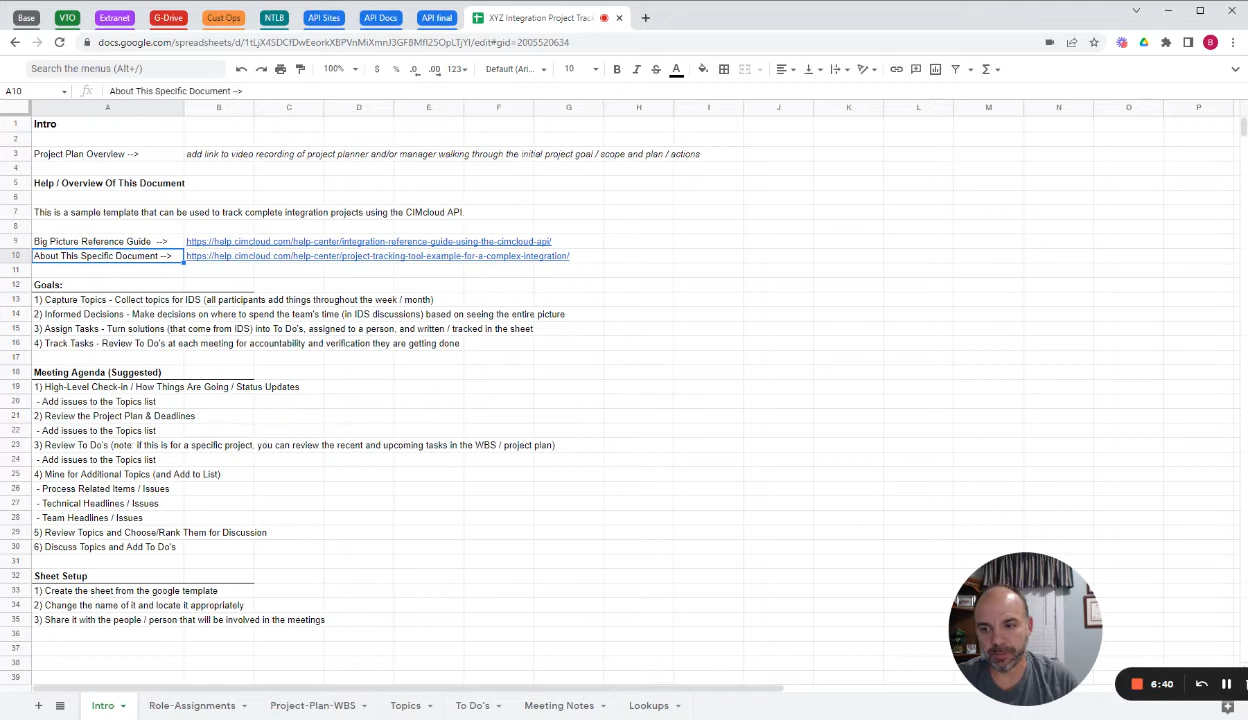 Base VTO Extranet G-Drive Cust Ops NTLB API Sites API Docs API final XYZ Integration Project Trac
docs.google.com/spreadsheets/d/1tLjX4SDCfDwEeorkXBPVnMiXmnJ3GFBMfl25OpLTjYI/edit#gid=2005520634 B
Search the menus (Alt+/) 100% $ % .0 .00 123 Default (Ari... 10 B I S A
A10 fx About This Specific Document -->
A B C D E F G H I J K L M N O P
1 Intro
2
3 Project Plan Overview --> add link to video recording of project planner and/or manager walking through the initial project goal / scope and plan / actions
4
5 Help / Overview Of This Document
6
7 This is a sample template that can be used to track complete integration projects using the CIMcloud API.
8
9 Big Picture Reference Guide --> https://help.cimcloud.com/help-center/integration-reference-guide-using-the-cimcloud-api/
10 About This Specific Document --> https://help.cimcloud.com/help-center/project-tracking-tool-example-for-a-complex-integration/
11
12 Goals:
13 1) Capture Topics - Collect topics for IDS (all participants add things throughout the week / month)
14 2) Informed Decisions - Make decisions on where to spend the team's time (in IDS discussions) based on seeing the entire picture
15 3) Assign Tasks - Turn solutions (that come from IDS) into To Do's, assigned to a person, and written / tracked in the sheet
16 4) Track Tasks - Review To Do's at each meeting for accountability and verification they are getting done
17
18 Meeting Agenda (Suggested)
19 1) High-Level Check-in / How Things Are Going / Status Updates
20 - Add issues to the Topics list
21 2) Review the Project Plan & Deadlines
22 - Add issues to the Topics list
23 3) Review To Do's (note: if this is for a specific project, you can review the recent and upcoming tasks in the WBS / project plan)
24 - Add issues to the Topics list
25 4) Mine for Additional Topics (and Add to List)
26 - Process Related Items / Issues
27 - Technical Headlines / Issues
28 - Team Headlines / Issues
29 5) Review Topics and Choose/Rank Them for Discussion
30 6) Discuss Topics and Add To Do's
31
32 Sheet Setup
33 1) Create the sheet from the google template
34 2) Change the name of it and locate it appropriately
35 3) Share it with the people / person that will be involved in the meetings
36
37
38
39
6:40
Intro Role-Assignments Project-Plan-WBS Topics To Do's Meeting Notes Lookups